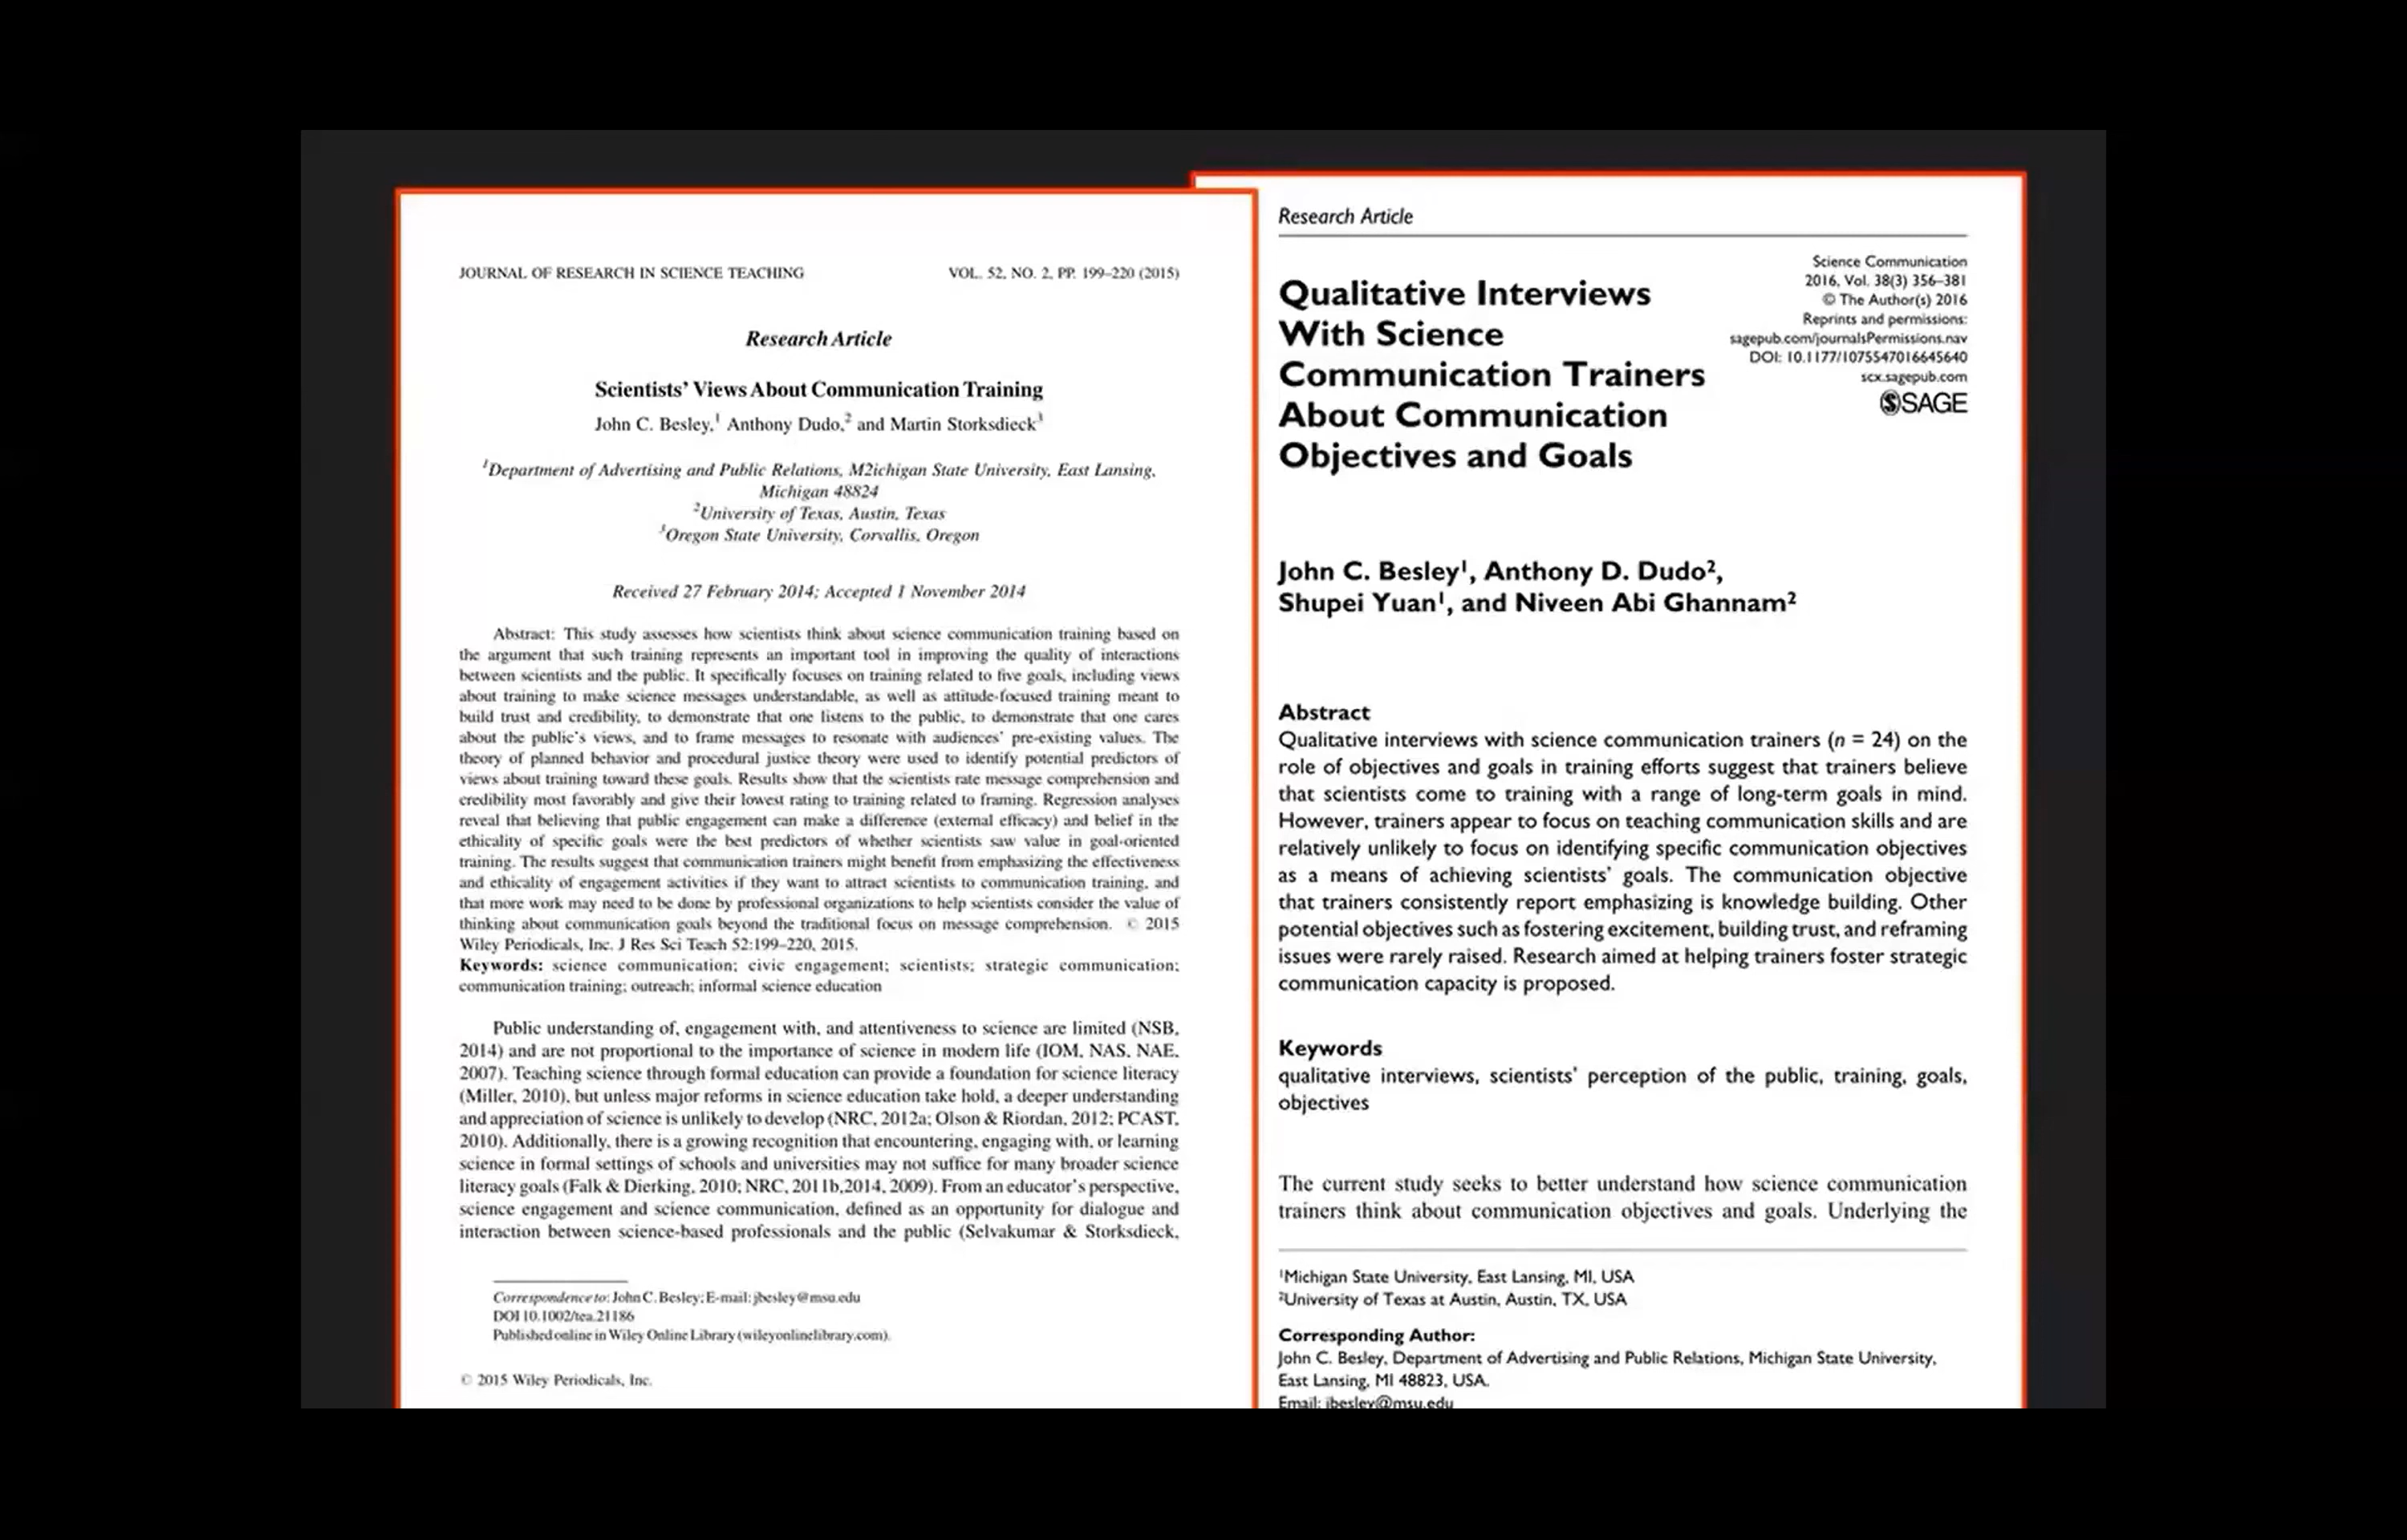 JOURNAL OF RESEARCH IN SCIENCE TEACHING VOL. 52, NO. 2, PP. 199–220 (2015)
Research Article
Scientists' Views About Communication Training
John C. Besley,1 Anthony Dudo,2 and Martin Storksdieck3
1Department of Advertising and Public Relations, M2ichigan State University, East Lansing,
Michigan 48824
2University of Texas, Austin, Texas
3Oregon State University, Corvallis, Oregon
Received 27 February 2014; Accepted 1 November 2014
Abstract: This study assesses how scientists think about science communication training based on
the argument that such training represents an important tool in improving the quality of interactions
between scientists and the public. It specifically focuses on training related to five goals, including views
about training to make science messages understandable, as well as attitude-focused training meant to
build trust and credibility, to demonstrate that one listens to the public, to demonstrate that one cares
about the public's views, and to frame messages to resonate with audiences' pre-existing values. The
theory of planned behavior and procedural justice theory were used to identify potential predictors of
views about training toward these goals. Results show that the scientists rate message comprehension and
credibility most favorably and give their lowest rating to training related to framing. Regression analyses
reveal that believing that public engagement can make a difference (external efficacy) and belief in the
ethicality of specific goals were the best predictors of whether scientists saw value in goal-oriented
training. The results suggest that communication trainers might benefit from emphasizing the effectiveness
and ethicality of engagement activities if they want to attract scientists to communication training, and
that more work may need to be done by professional organizations to help scientists consider the value of
thinking about communication goals beyond the traditional focus on message comprehension. © 2015
Wiley Periodicals, Inc. J Res Sci Teach 52:199–220, 2015.
Keywords: science communication; civic engagement; scientists; strategic communication;
communication training; outreach; informal science education
Public understanding of, engagement with, and attentiveness to science are limited (NSB,
2014) and are not proportional to the importance of science in modern life (IOM, NAS, NAE,
2007). Teaching science through formal education can provide a foundation for science literacy
(Miller, 2010), but unless major reforms in science education take hold, a deeper understanding
and appreciation of science is unlikely to develop (NRC, 2012a; Olson & Riordan, 2012; PCAST,
2010). Additionally, there is a growing recognition that encountering, engaging with, or learning
science in formal settings of schools and universities may not suffice for many broader science
literacy goals (Falk & Dierking, 2010; NRC, 2011b,2014, 2009). From an educator's perspective,
science engagement and science communication, defined as an opportunity for dialogue and
interaction between science-based professionals and the public (Selvakumar & Storksdieck,
Correspondence to: John C. Besley; E-mail: jbesley@msu.edu
DOI 10.1002/tea.21186
Published online in Wiley Online Library (wileyonlinelibrary.com).
© 2015 Wiley Periodicals, Inc.
Research Article
Science Communication
2016, Vol. 38(3) 356–381
© The Author(s) 2016
Reprints and permissions:
sagepub.com/journalsPermissions.nav
DOI: 10.1177/1075547016645640
scx.sagepub.com
SAGE
Qualitative Interviews
With Science
Communication Trainers
About Communication
Objectives and Goals
John C. Besley1, Anthony D. Dudo2,
Shupei Yuan1, and Niveen Abi Ghannam2
Abstract
Qualitative interviews with science communication trainers (n = 24) on the
role of objectives and goals in training efforts suggest that trainers believe
that scientists come to training with a range of long-term goals in mind.
However, trainers appear to focus on teaching communication skills and are
relatively unlikely to focus on identifying specific communication objectives
as a means of achieving scientists' goals. The communication objective
that trainers consistently report emphasizing is knowledge building. Other
potential objectives such as fostering excitement, building trust, and reframing
issues were rarely raised. Research aimed at helping trainers foster strategic
communication capacity is proposed.
Keywords
qualitative interviews, scientists' perception of the public, training, goals,
objectives
The current study seeks to better understand how science communication
trainers think about communication objectives and goals. Underlying the
1Michigan State University, East Lansing, MI, USA
2University of Texas at Austin, Austin, TX, USA
Corresponding Author:
John C. Besley, Department of Advertising and Public Relations, Michigan State University,
East Lansing, MI 48823, USA.
Email: jbesley@msu.edu